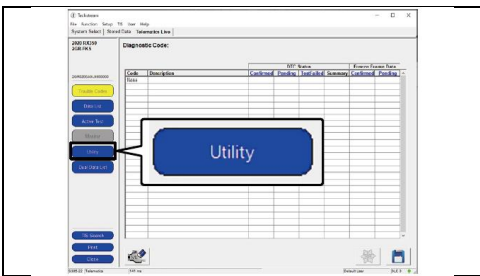 Techstream
File Function Setup TIS User Help
System Select Stored Data Telematics Live
2020 RX350
2GR-FKS
Diagnostic Code:
DTC Status Freeze Frame Data
Code Description Confirmed Pending TestFailed Summary Confirmed Pending
Trouble Codes
Data List
Active Test
Monitor
Utility
Dual Data List
Utility
TIS Search
Print
Close
Telematics
Default User